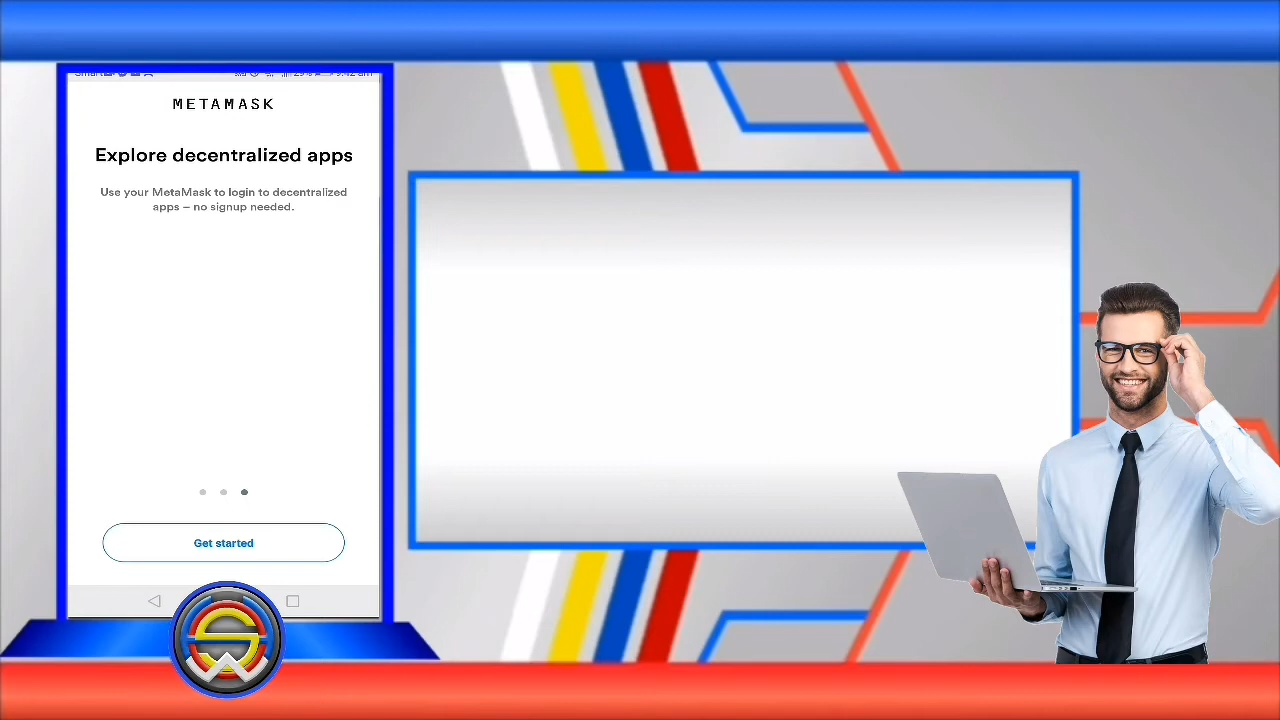 METAMASK
Explore decentralized apps
Use your MetaMask to login to decentralized
apps – no signup needed.
Get started